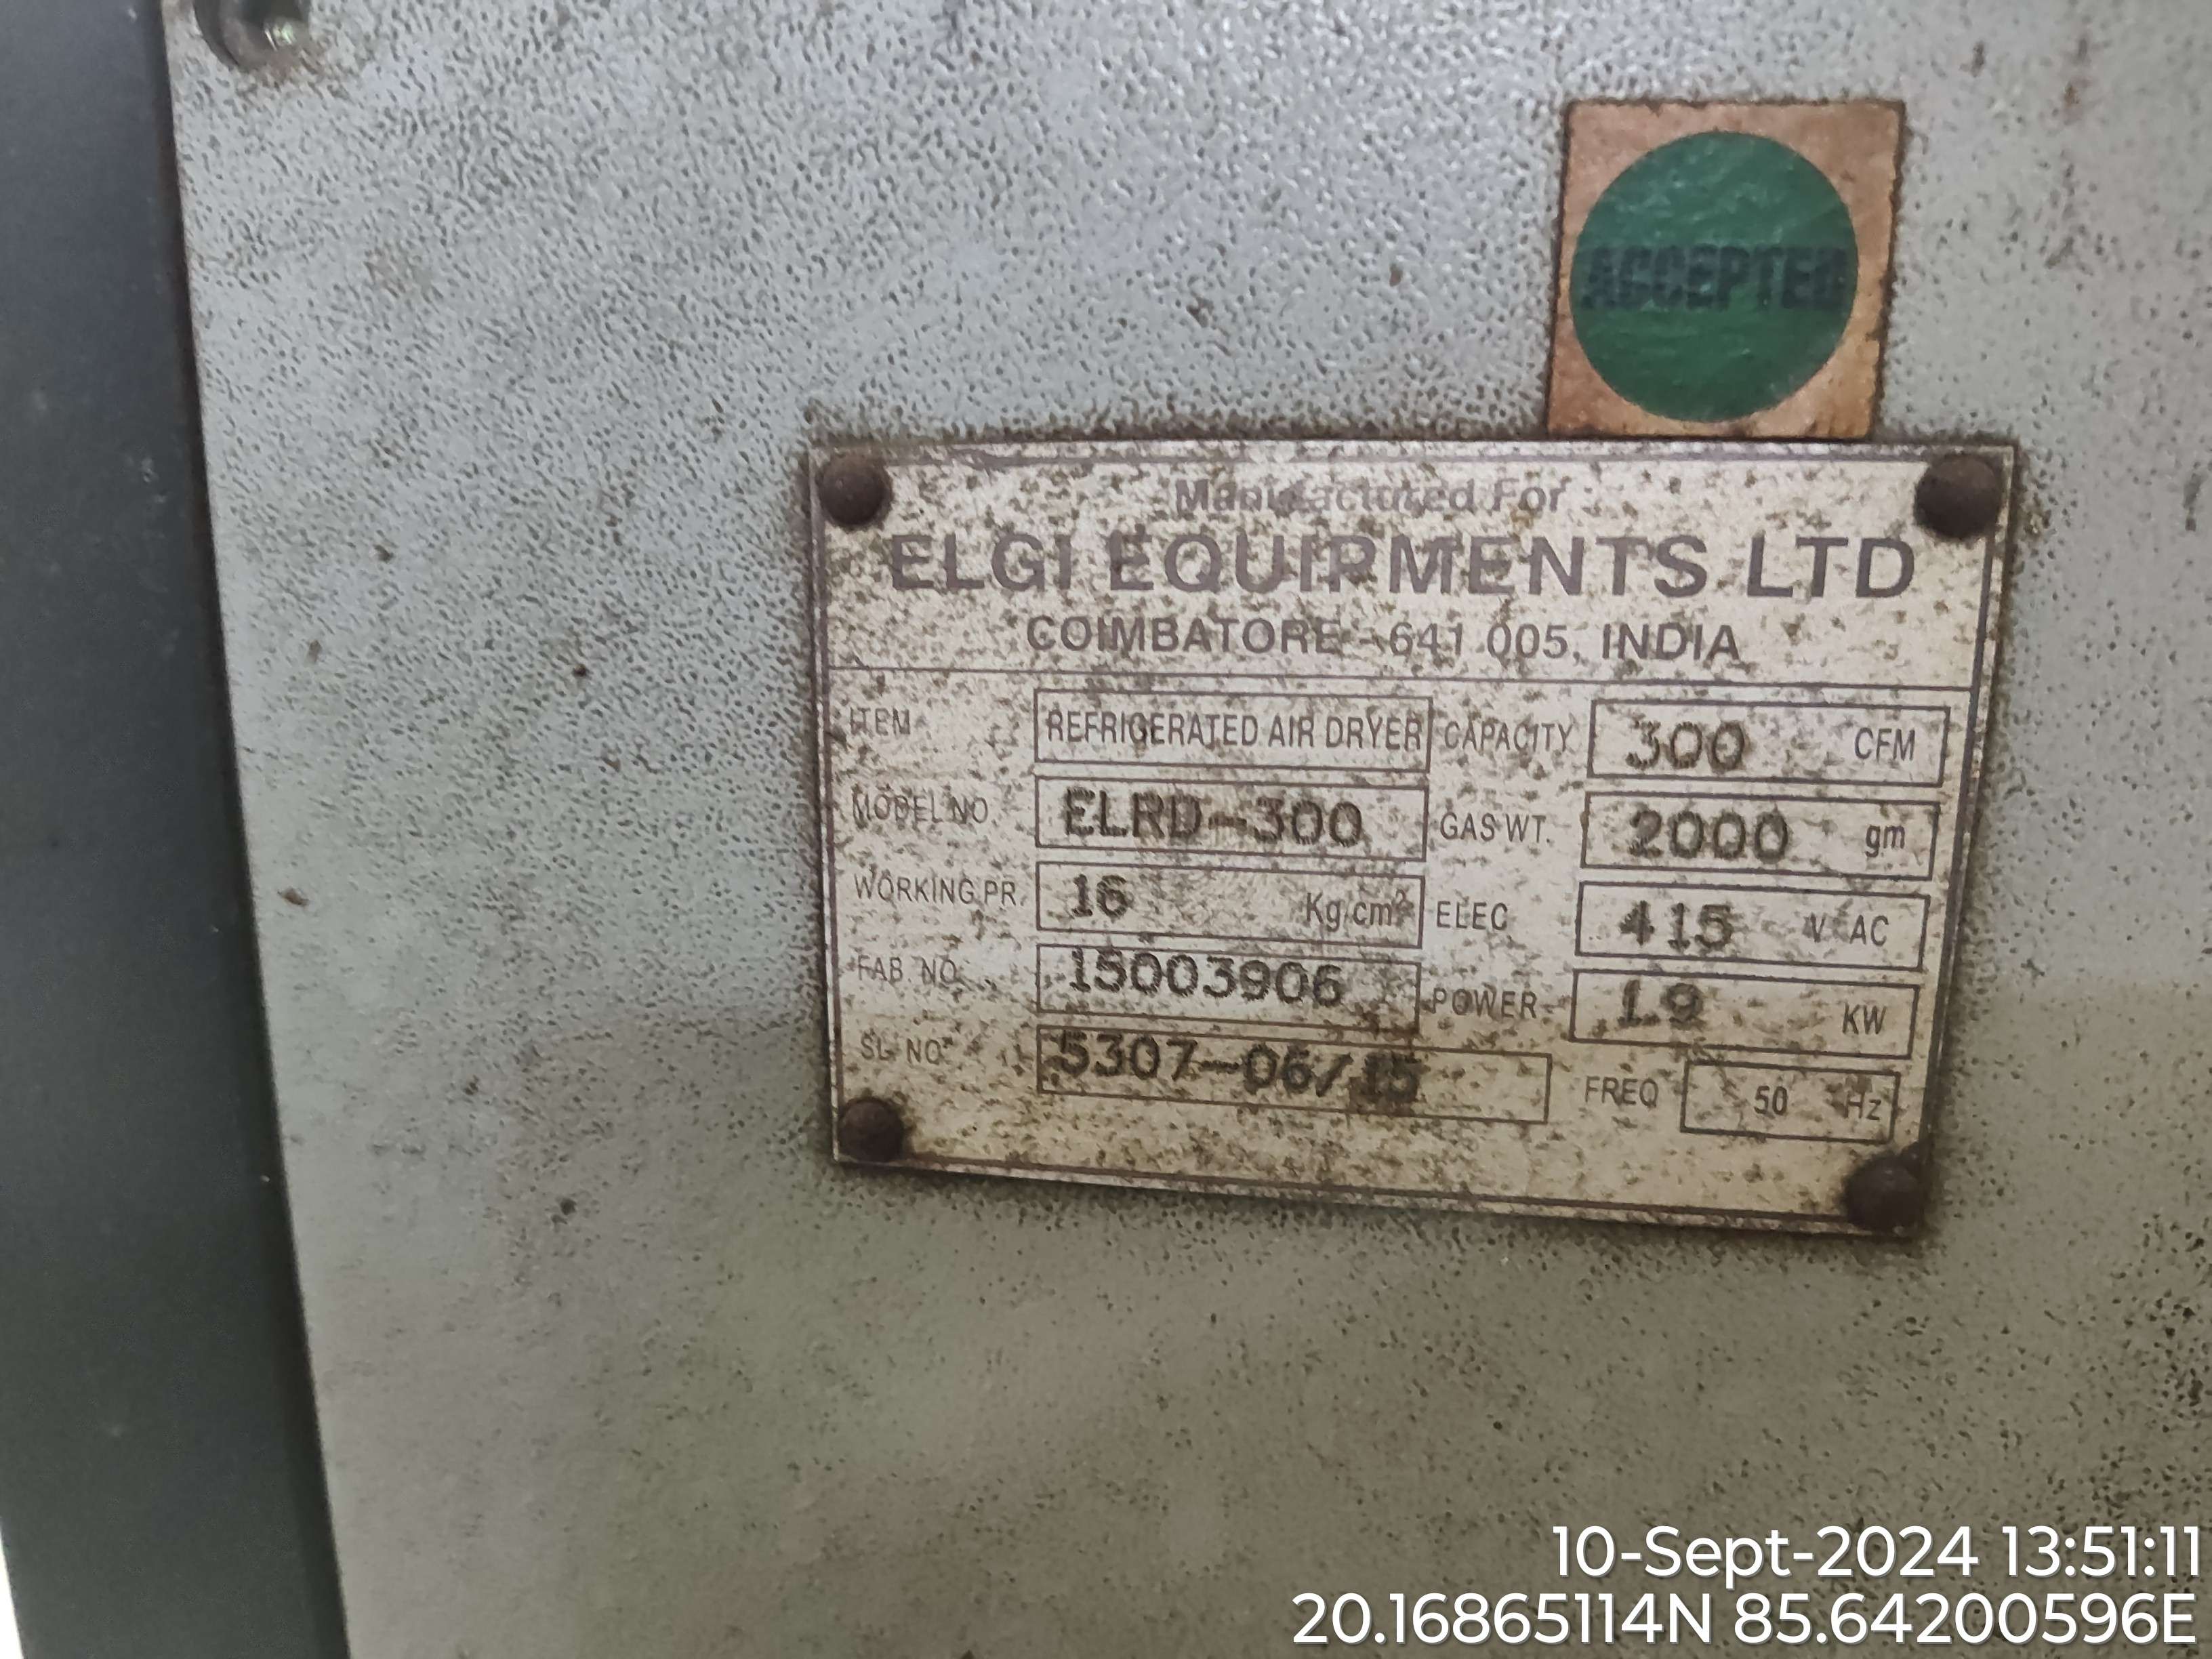 ACCEPTED
Manufactured For
ELGI EQUIPMENTS LTD
COIMBATORE - 641 005, INDIA
ITEM REFRIGERATED AIR DRYER CAPACITY 300 CFM
MODEL NO. ELRD-300 GAS WT. 2000 gm
WORKING PR. 16 Kg/cm² ELEC 415 V AC
FAB. NO. 15003906 POWER 1.9 KW
SL. NO. 5307-06/15 FREQ 50 Hz
10-Sept-2024 13:51:11
20.16865114N 85.64200596E